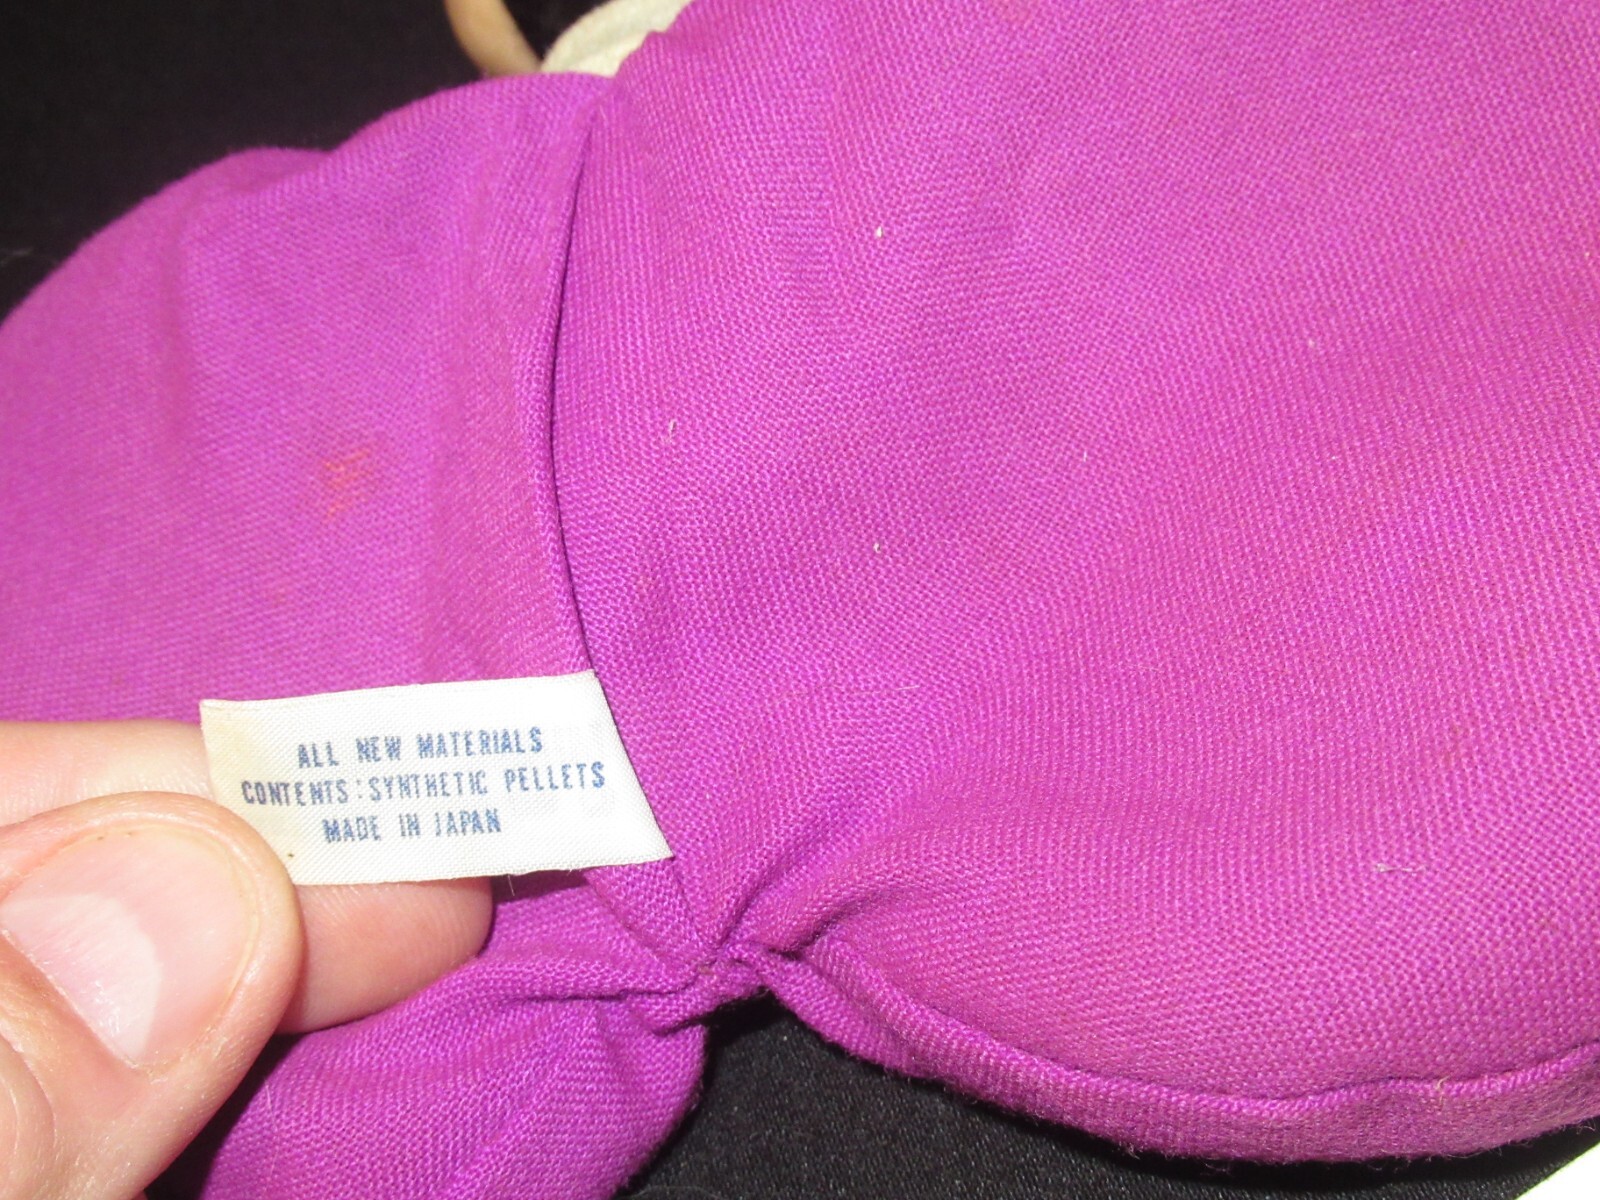 ALL NEW MATERIALS
CONTENTS: SYNTHETIC PELLETS
MADE IN JAPAN